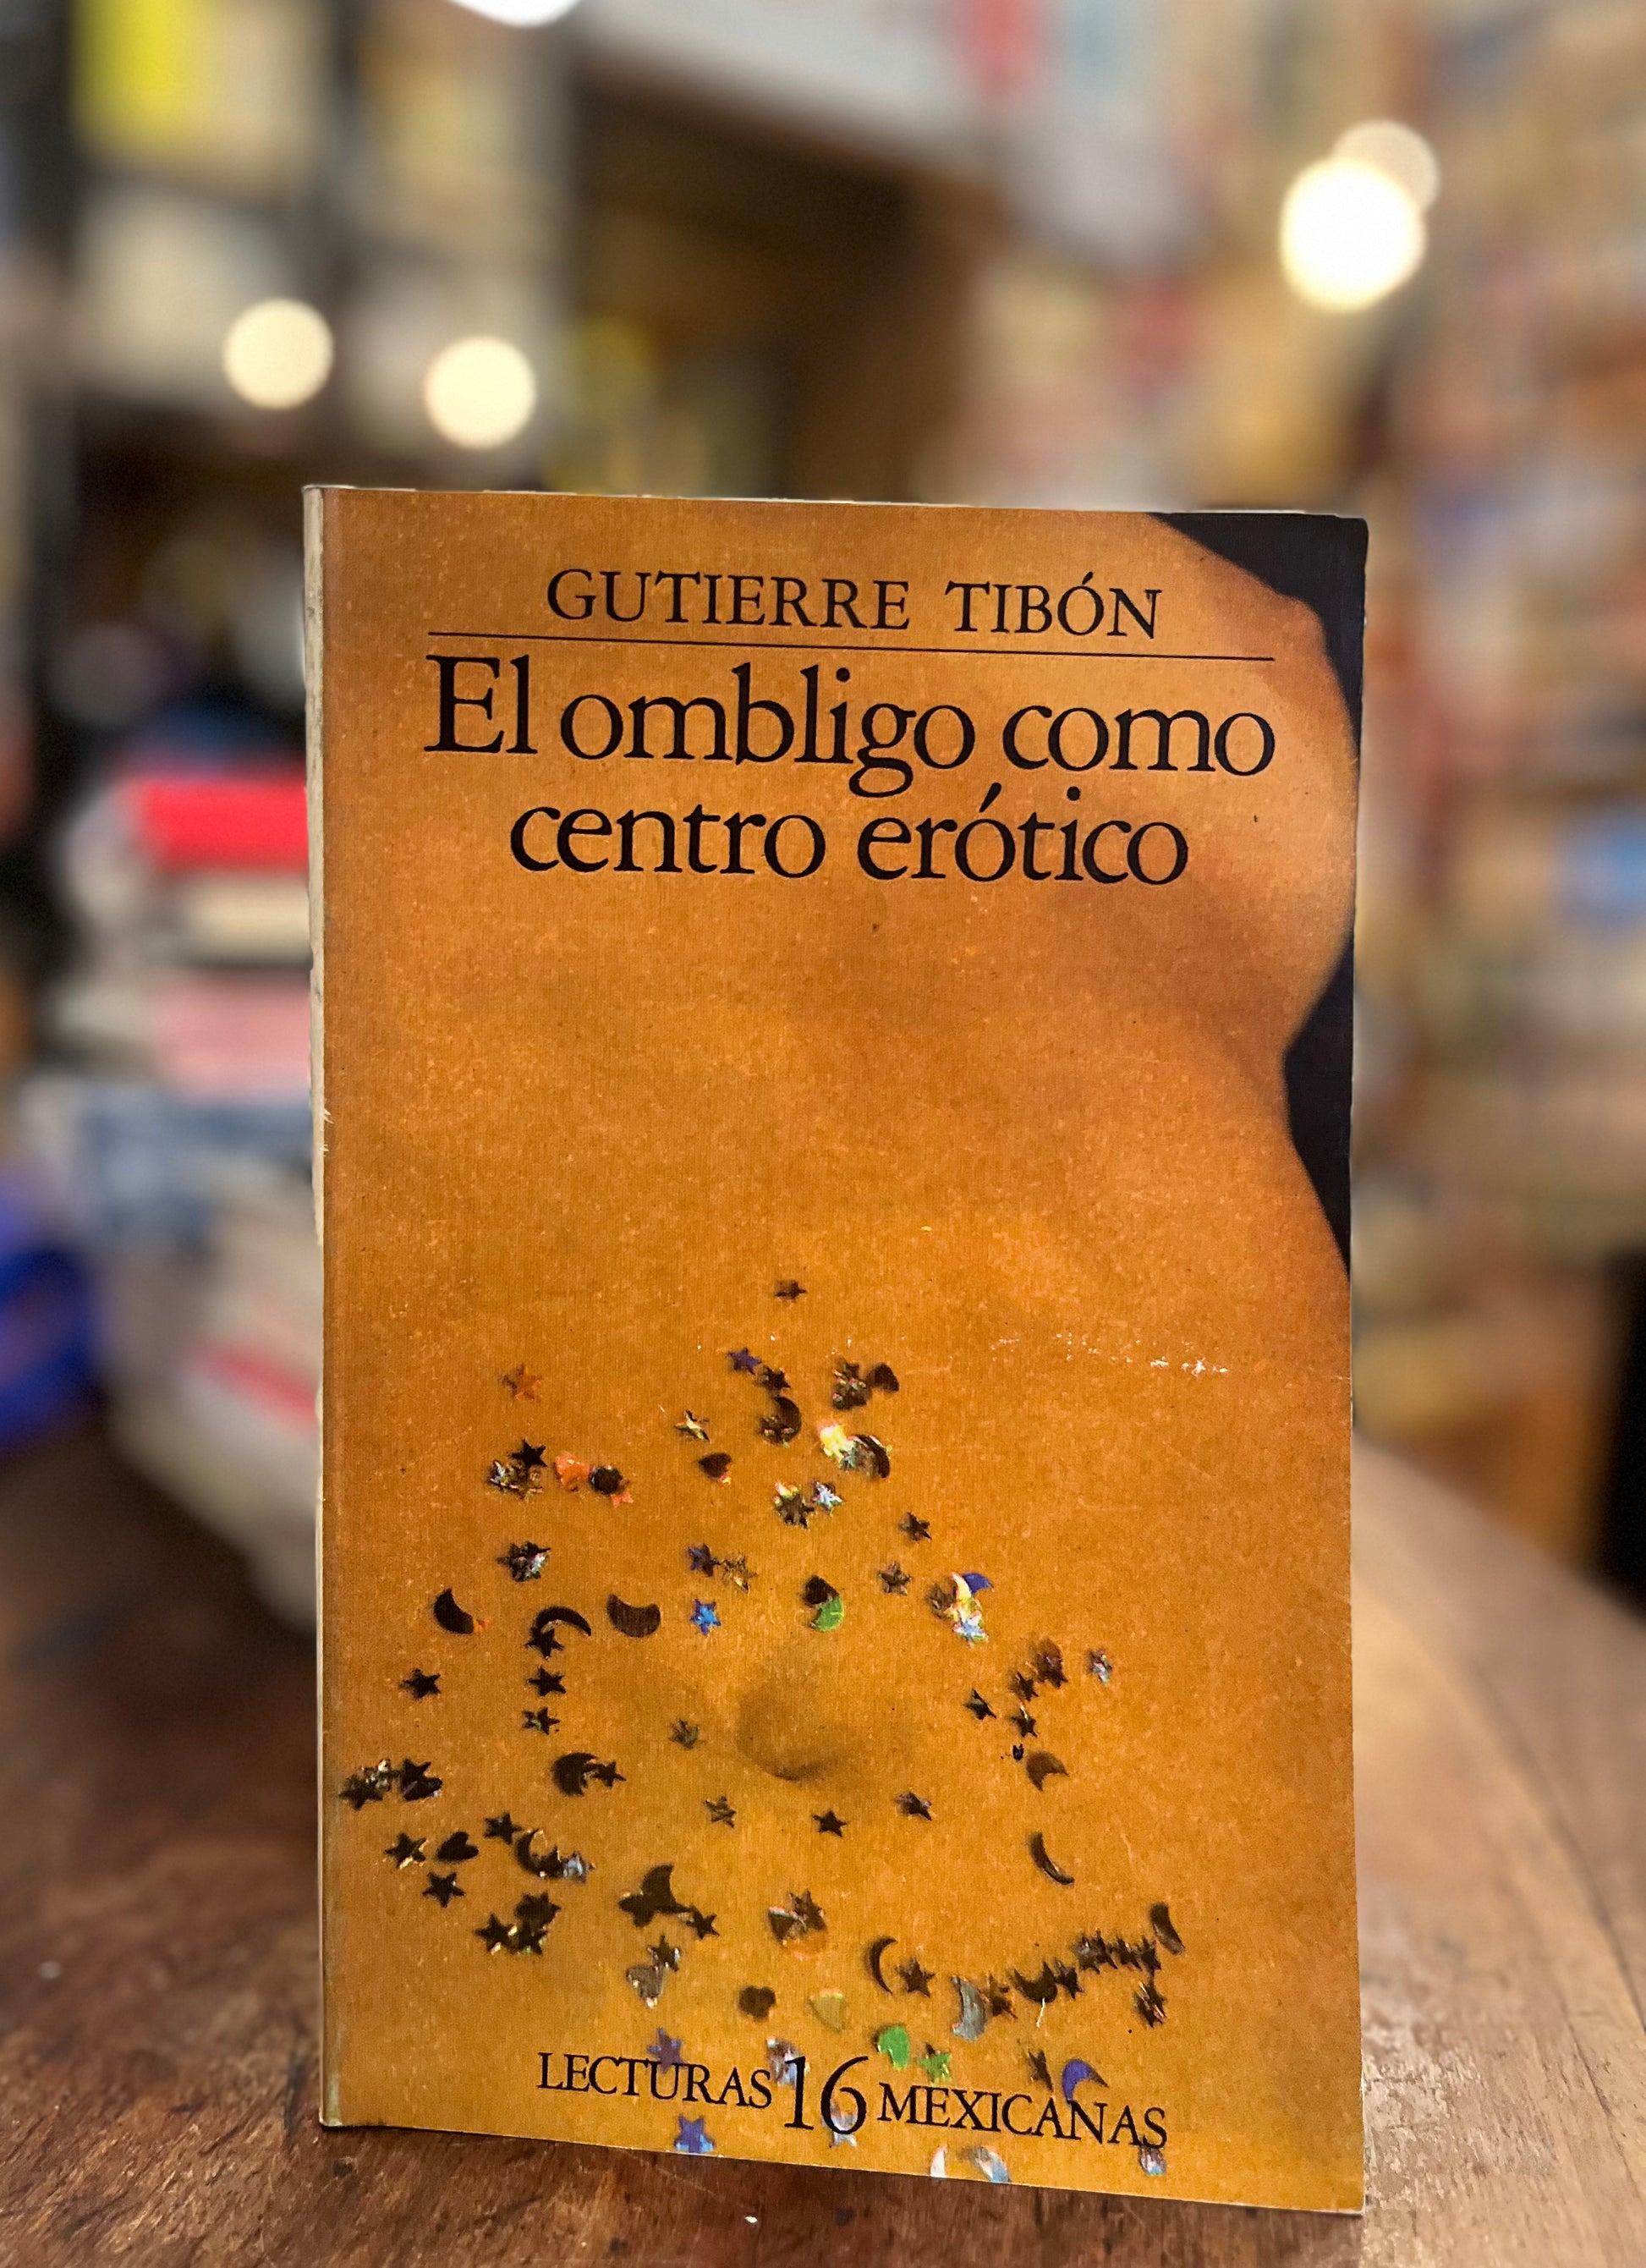 GUTIERRE TIBÓN
El ombligo como
centro erótico
LECTURAS 16 MEXICANAS